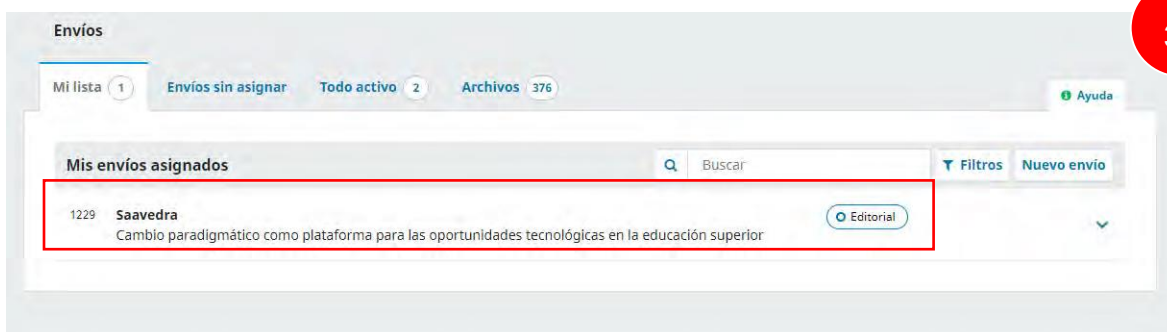 Envíos
Mi lista 1 Envíos sin asignar Todo activo 2 Archivos 376
Ayuda
Mis envíos asignados Buscar Filtros Nuevo envío
1229 Saavedra Editorial
Cambio paradigmático como plataforma para las oportunidades tecnológicas en la educación superior